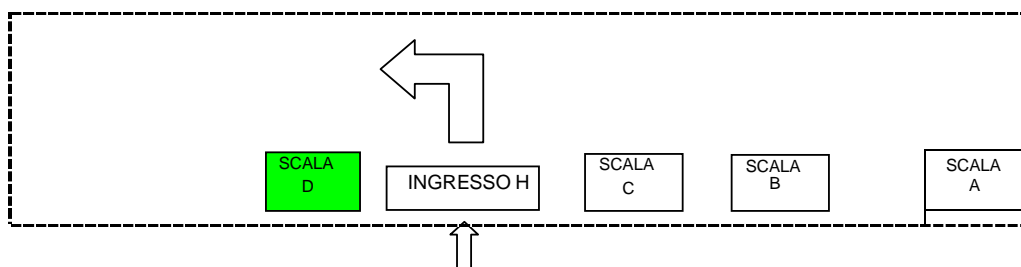 SCALA
D
INGRESSO H
SCALA
C
SCALA
B
SCALA
A